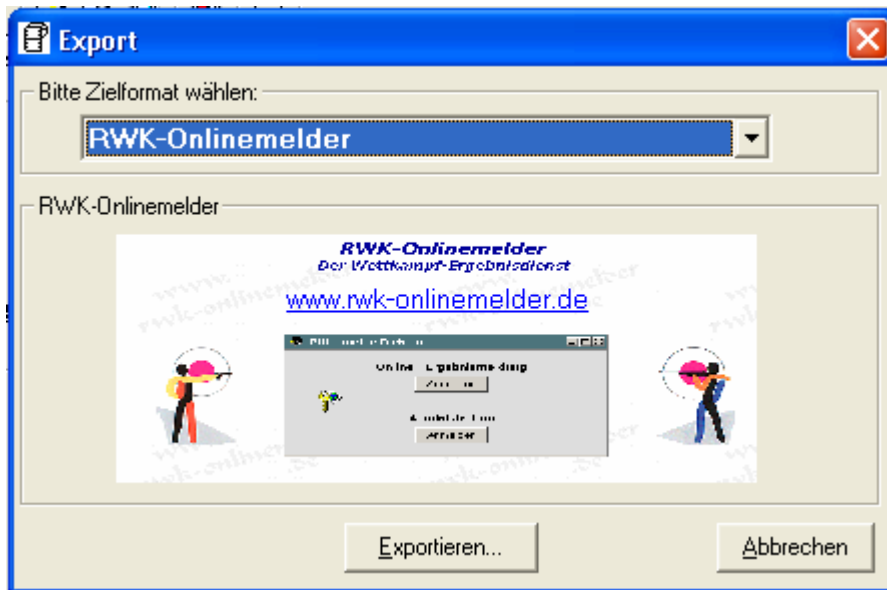 Export
Bitte Zielformat wählen:
RWK-Onlinemelder
RWK-Onlinemelder
RWK-Onlinemelder
Der Wettkampf-Ergebnisdienst
www.rwk-onlinemelder.de
Exportieren...
Abbrechen